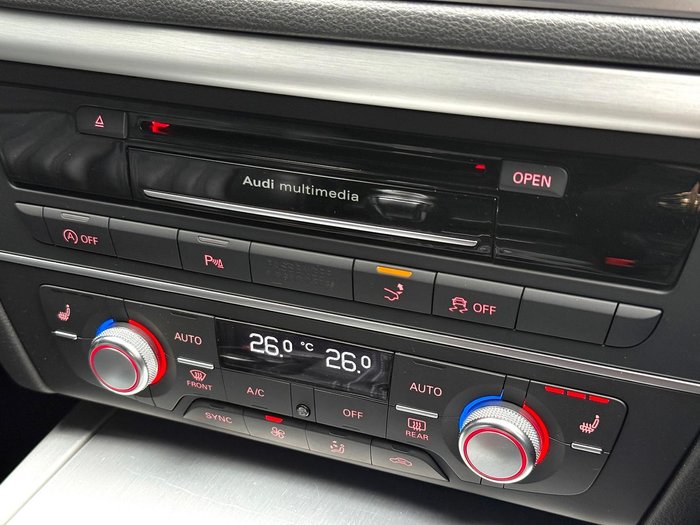 OPEN
Audi multimedia
A OFF
P
OFF
AUTO
26.0 °C 26.0
AUTO
FRONT
A/C
OFF
REAR
SYNC